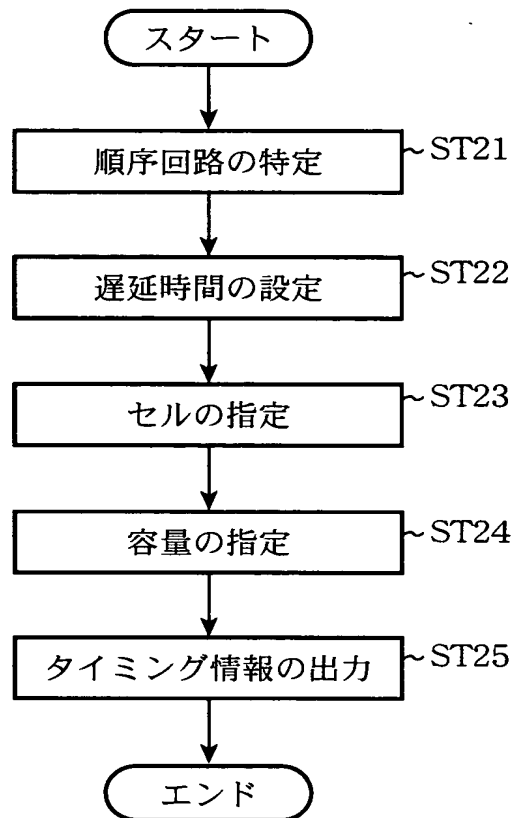 スタート
順序回路の特定 ~ST21
遅延時間の設定 ~ST22
セルの指定 ~ST23
容量の指定 ~ST24
タイミング情報の出力 ~ST25
エンド